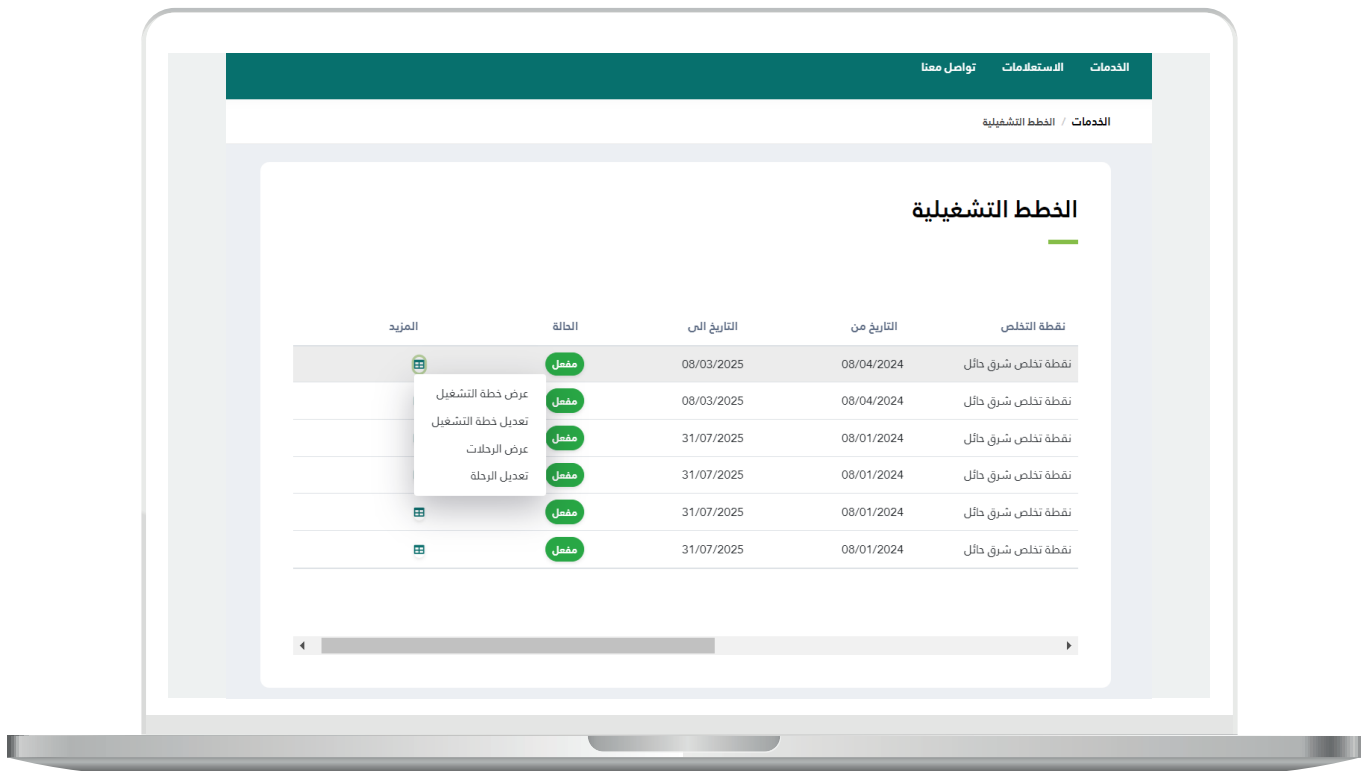 الخدمات الاستعلامات تواصل معنا
الخدمات / الخطط التشغيلية
الخطط التشغيلية
نقطة التخلص التاريخ من التاريخ الى الحالة المزيد
نقطة تخلص شرق حائل 08/04/2024 08/03/2025 مفعل
نقطة تخلص شرق حائل 08/04/2024 08/03/2025 مفعل
نقطة تخلص شرق حائل 08/01/2024 31/07/2025 مفعل
نقطة تخلص شرق حائل 08/01/2024 31/07/2025 مفعل
نقطة تخلص شرق حائل 08/01/2024 31/07/2025 مفعل
نقطة تخلص شرق حائل 08/01/2024 31/07/2025 مفعل
عرض خطة التشغيل
تعديل خطة التشغيل
عرض الرحلات
تعديل الرحلة